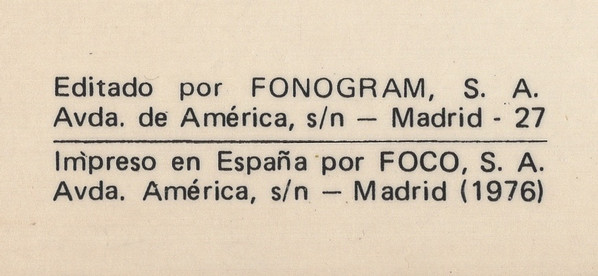 Editado por FONOGRAM, S. A.
Avda. de América, s/n — Madrid - 27
Impreso en España por FOCO, S. A.
Avda. América, s/n — Madrid (1976)